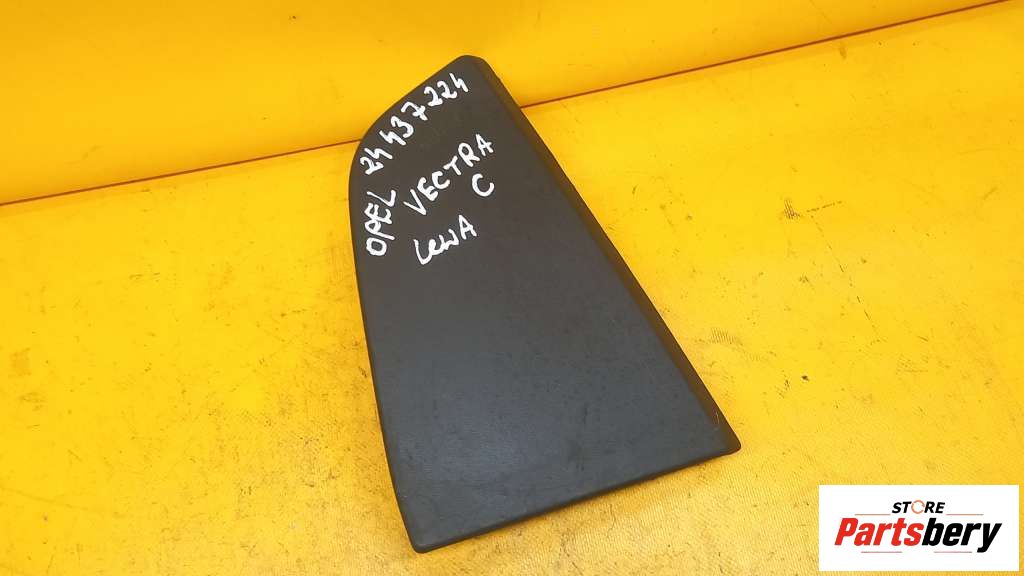 24437224
OPEL VECTRA
C
LEWA
STORE
Partsbery